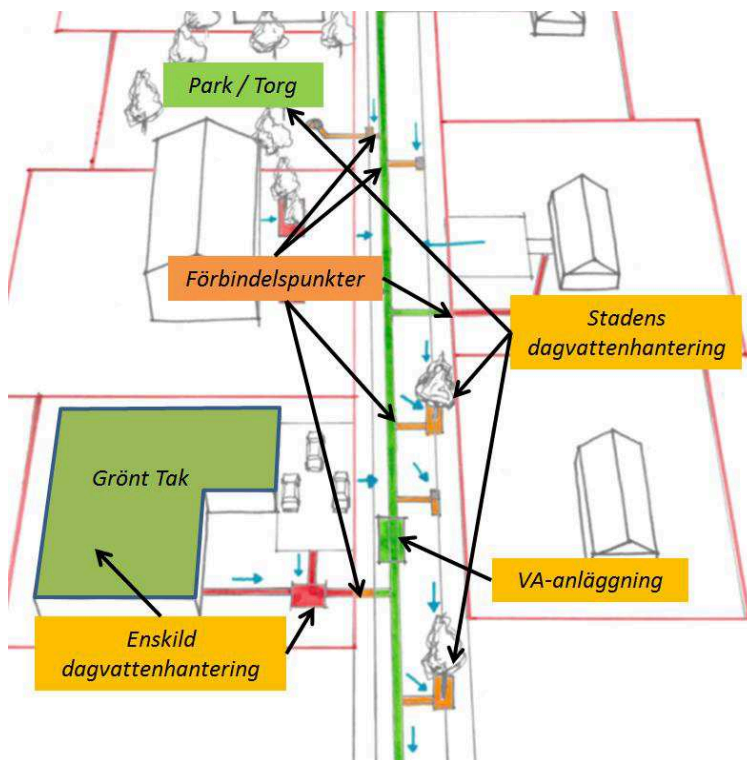 Park / Torg
Förbindelspunkter
Stadens
dagvattenhantering
Grönt Tak
VA-anläggning
Enskild
dagvattenhantering